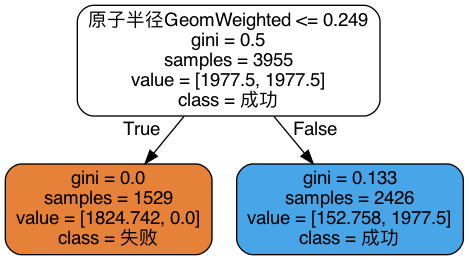 原子半径GeomWeighted <= 0.249
gini = 0.5
samples = 3955
value = [1977.5, 1977.5]
class = 成功
True
False
gini = 0.0
samples = 1529
value = [1824.742, 0.0]
class = 失败
gini = 0.133
samples = 2426
value = [152.758, 1977.5]
class = 成功